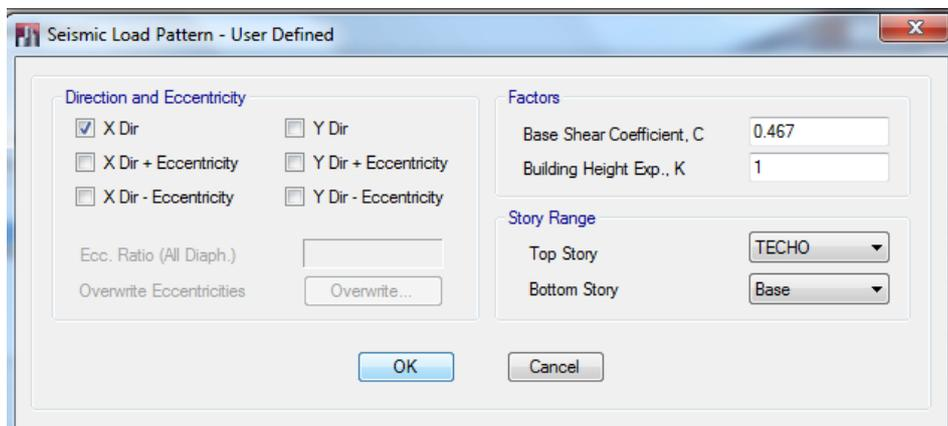 Seismic Load Pattern - User Defined
Direction and Eccentricity
X Dir
Y Dir
X Dir + Eccentricity
Y Dir + Eccentricity
X Dir - Eccentricity
Y Dir - Eccentricity
Ecc. Ratio (All Diaph.)
Overwrite Eccentricities
Overwrite...
Factors
Base Shear Coefficient, C
0.467
Building Height Exp., K
1
Story Range
Top Story
TECHO
Bottom Story
Base
OK
Cancel